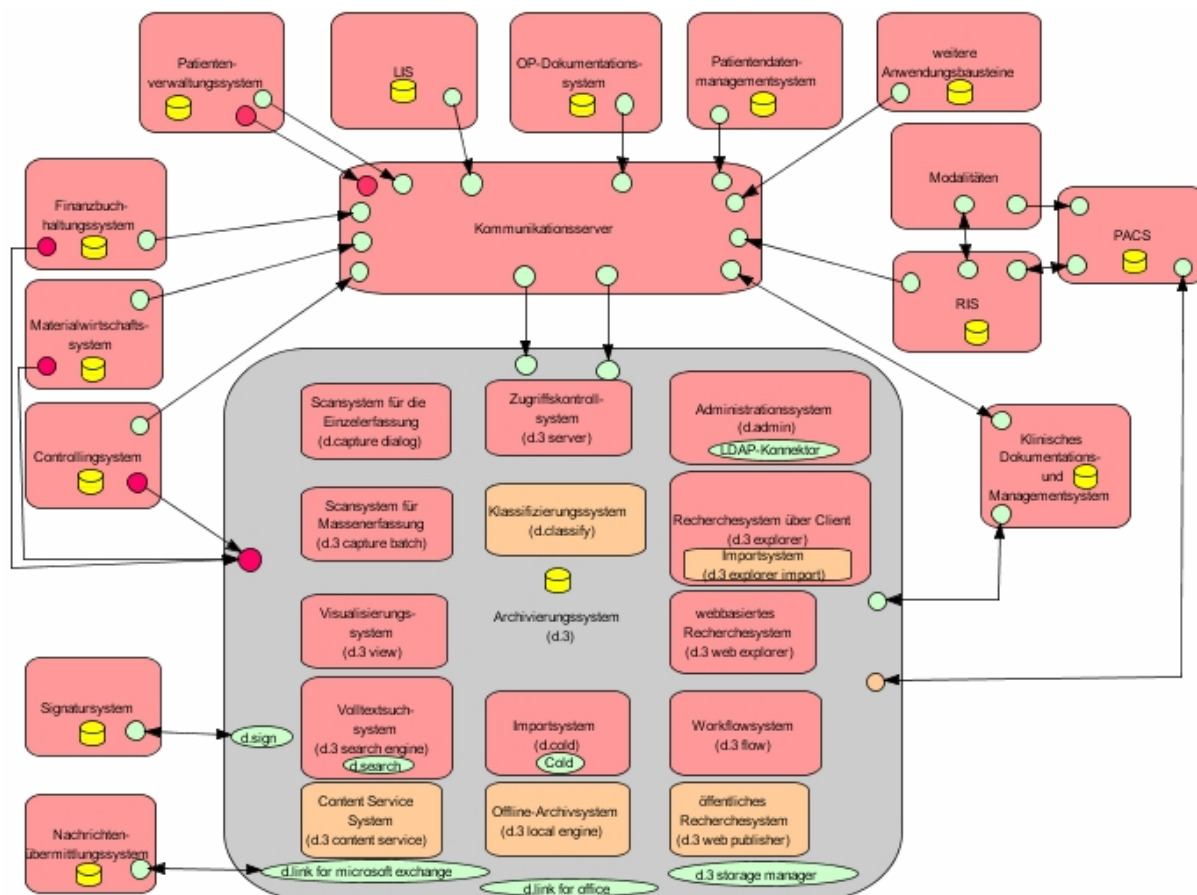 Patienten-
verwaltungssystem
LIS
OP-Dokumentations-
system
Patientendaten-
managementsystem
weitere
Anwendungsbausteine
Finanzbuch-
haltungssystem
Kommunikationsserver
Modalitäten
PACS
RIS
Materialwirtschafts-
system
Controllingsystem
Scansystem für die
Einzelerfassung
(d.capture dialog)
Zugriffskontroll-
system
(d.3 server)
Administrationssystem
(d.admin)
LDAP-Konnektor
Klinisches
Dokumentations-
und
Managementsystem
Scansystem für
Massenerfassung
(d.3 capture batch)
Klassifizierungssystem
(d.classify)
Recherchesystem über Client
(d.3 explorer)
Importsystem
(d.3 explorer import)
Visualisierungs-
system
(d.3 view)
Archivierungssystem
(d.3)
webbasiertes
Recherchesystem
(d.3 web explorer)
Signatursystem
d.sign
Volltextsuch-
system
(d.3 search engine)
d.search
Importsystem
(d.cold)
Cold
Workflowsystem
(d.3 flow)
Content Service
System
(d.3 content service)
Offline-Archivsystem
(d.3 local engine)
öffentliches
Recherchesystem
(d.3 web publisher)
Nachrichten-
übermittlungssystem
d.link for microsoft exchange
d.link for office
d.3 storage manager